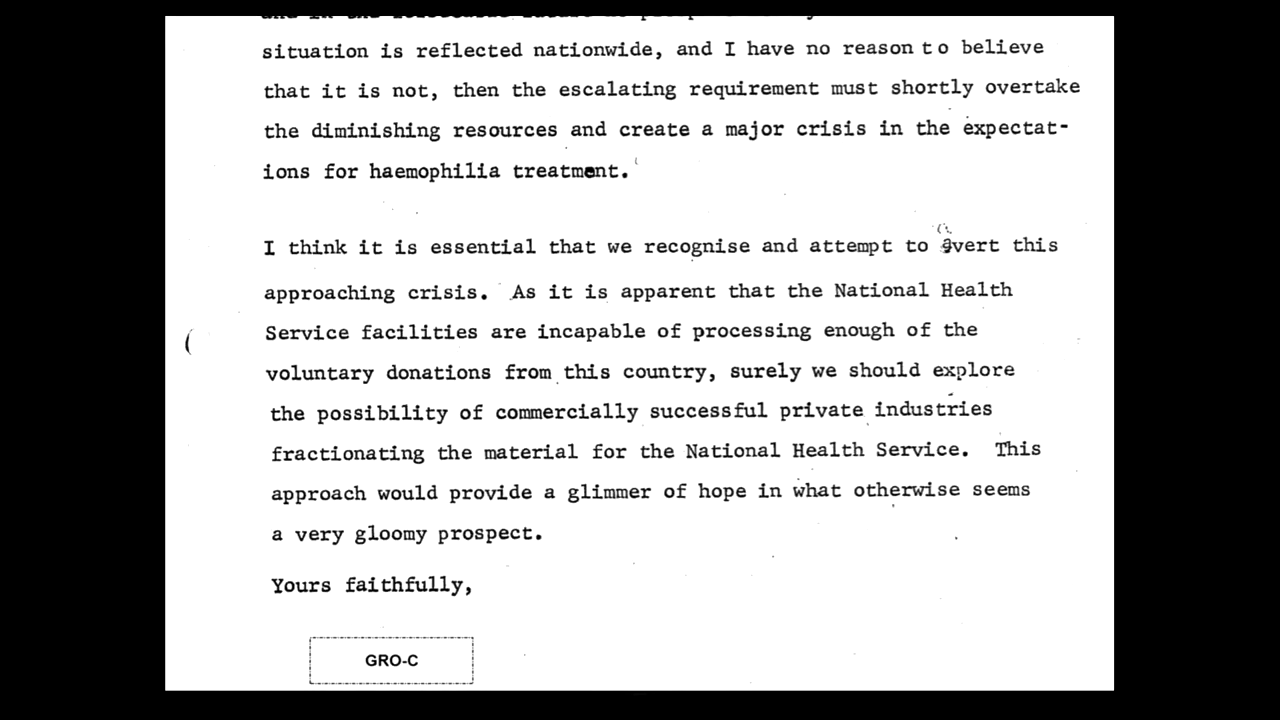 situation is reflected nationwide, and I have no reason to believe
that it is not, then the escalating requirement must shortly overtake
the diminishing resources and create a major crisis in the expectat-
ions for haemophilia treatment.
I think it is essential that we recognise and attempt to avert this
approaching crisis. As it is apparent that the National Health
Service facilities are incapable of processing enough of the
voluntary donations from this country, surely we should explore
the possibility of commercially successful private industries
fractionating the material for the National Health Service. This
approach would provide a glimmer of hope in what otherwise seems
a very gloomy prospect.
Yours faithfully,
GRO-C